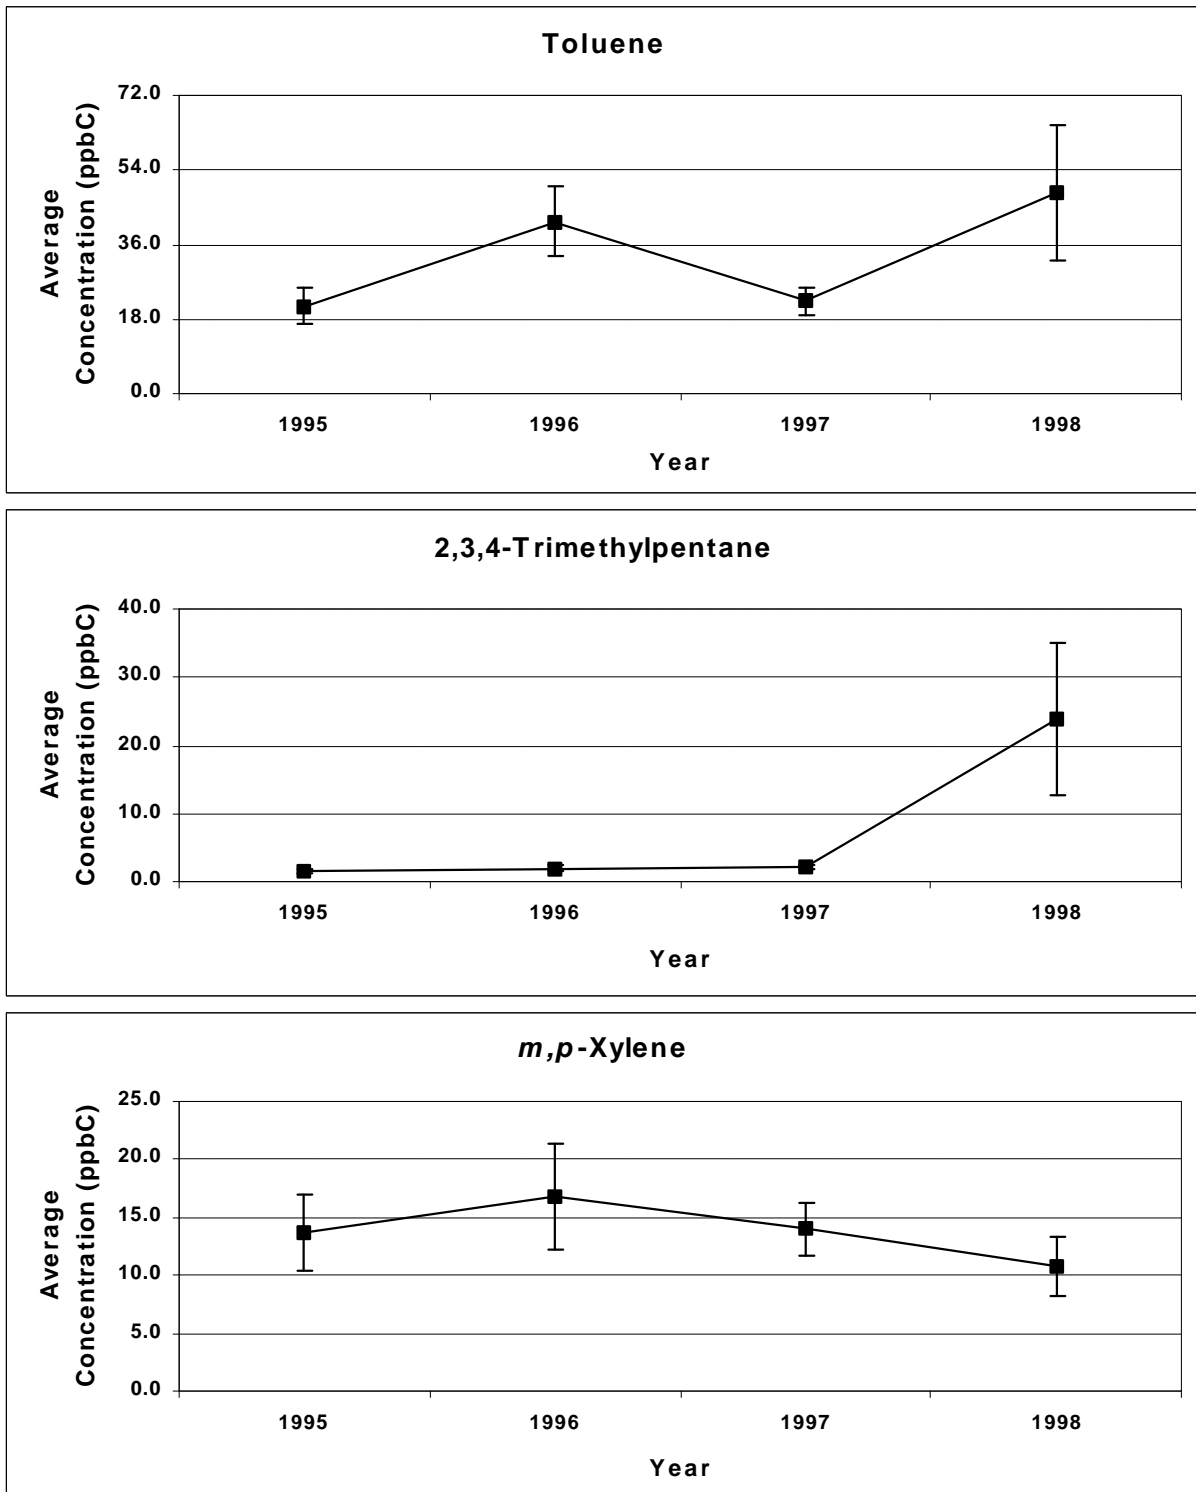 Toluene
Average
Concentration (ppbC)
72.0
54.0
36.0
18.0
0.0
1995 1996 1997 1998
Year
2,3,4-Trimethylpentane
Average
Concentration (ppbC)
40.0
30.0
20.0
10.0
0.0
1995 1996 1997 1998
Year
m,p-Xylene
Average
Concentration (ppbC)
25.0
20.0
15.0
10.0
5.0
0.0
1995 1996 1997 1998
Year